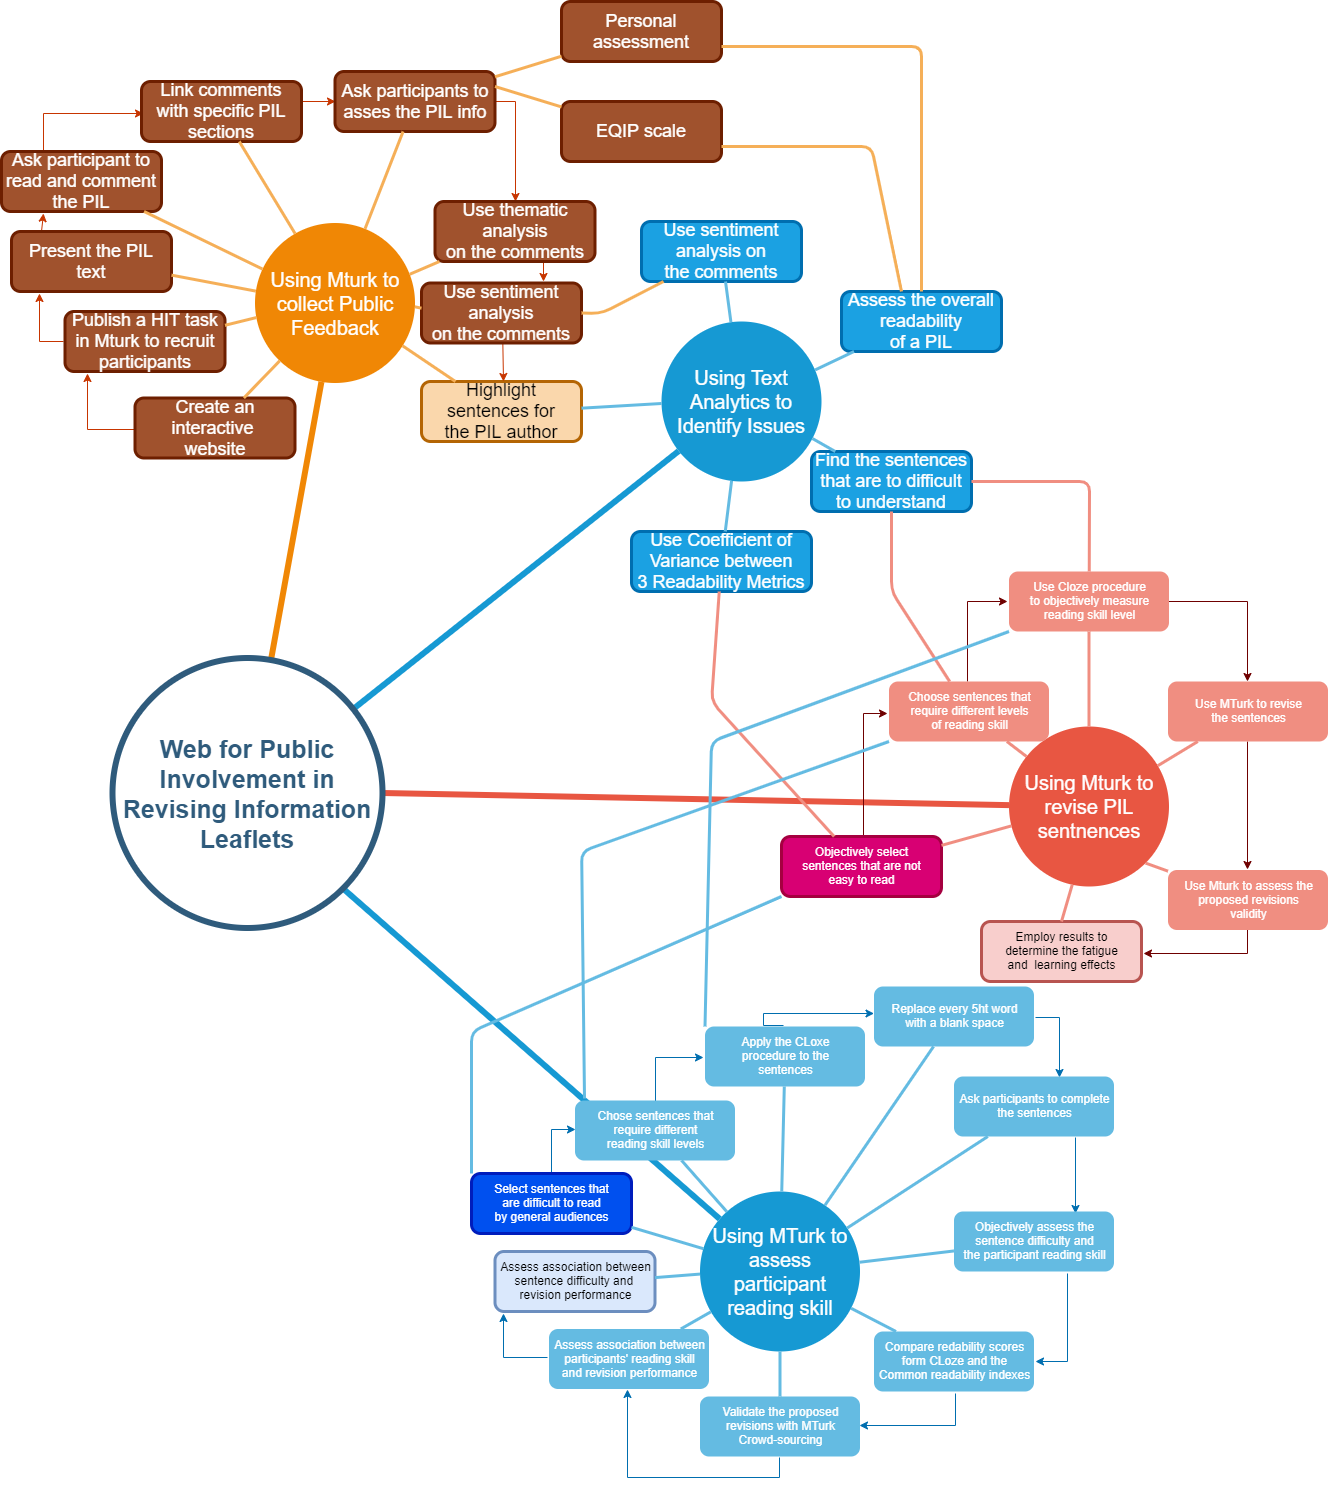 Personal
assessment
Link comments
with specific PIL
sections
Ask participants to
asses the PIL info
EQIP scale
Ask participant to
read and comment
the PIL
Use thematic
analysis
on the comments
Present the PIL
text
Using Mturk to
collect Public
Feedback
Use sentiment
analysis
on the comments
Publish a HIT task
in Mturk to recruit
participants
Highlight
sentences for
the PIL author
Create an
interactive
website
Use sentiment
analysis on
the comments
Assess the overall
readability
of a PIL
Using Text
Analytics to
Identify Issues
Find the sentences
that are to difficult
to understand
Use Coefficient of
Variance between
3 Readability Metrics
Use Cloze procedure
to objectively measure
reading skill level
Choose sentences that
require different levels
of reading skill
Use MTurk to revise
the sentences
Web for Public
Involvement in
Revising Information
Leaflets
Using Mturk to
revise PIL
sentnences
Objectively select
sentences that are not
easy to read
Use Mturk to assess the
proposed revisions
validity
Employ results to
determine the fatigue
and  learning effects
Replace every 5ht word
with a blank space
Apply the CLoxe
procedure to the
sentences
Ask participants to complete
the sentences
Chose sentences that
require different
reading skill levels
Select sentences that
are difficult to read
by general audiences
Using MTurk to
assess
participant
reading skill
Objectively assess the
sentence difficulty and
the participant reading skill
Assess association between
sentence difficulty and
revision performance
Assess association between
participants' reading skill
and revision performance
Compare redability scores
form CLoze and the
Common readability indexes
Validate the proposed
revisions with MTurk
Crowd-sourcing